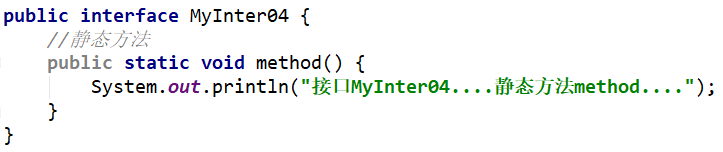 public interface MyInter04 {
//静态方法
public static void method() {
System.out.println("接口MyInter04....静态方法method....");
}
}